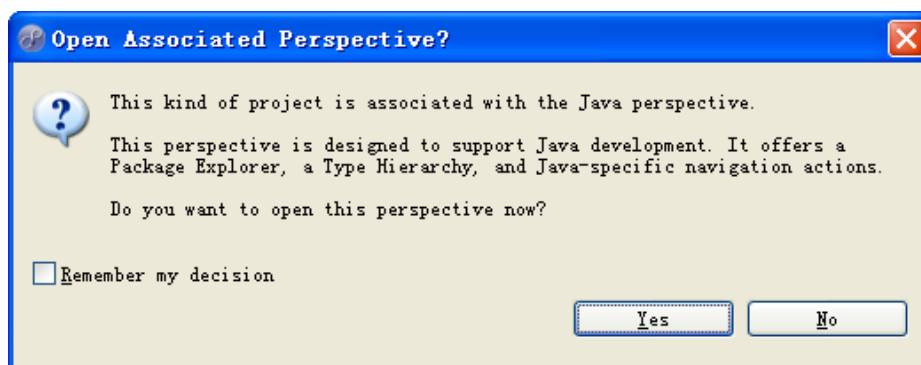 Open Associated Perspective?
This kind of project is associated with the Java perspective.
This perspective is designed to support Java development. It offers a
Package Explorer, a Type Hierarchy, and Java-specific navigation actions.
Do you want to open this perspective now?
Remember my decision
Yes No